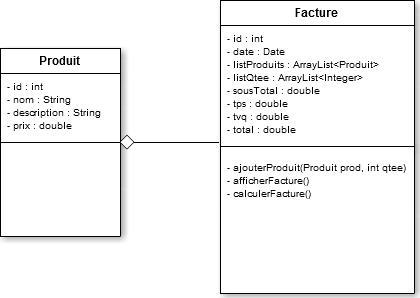 Produit
- id : int
- nom : String
- description : String
- prix : double
Facture
- id : int
- date : Date
- listProduits : ArrayList<Produit>
- listQtee : ArrayList<Integer>
- sousTotal : double
- tps : double
- tvq : double
- total : double
- ajouterProduit(Produit prod, int qtee)
- afficherFacture()
- calculerFacture()